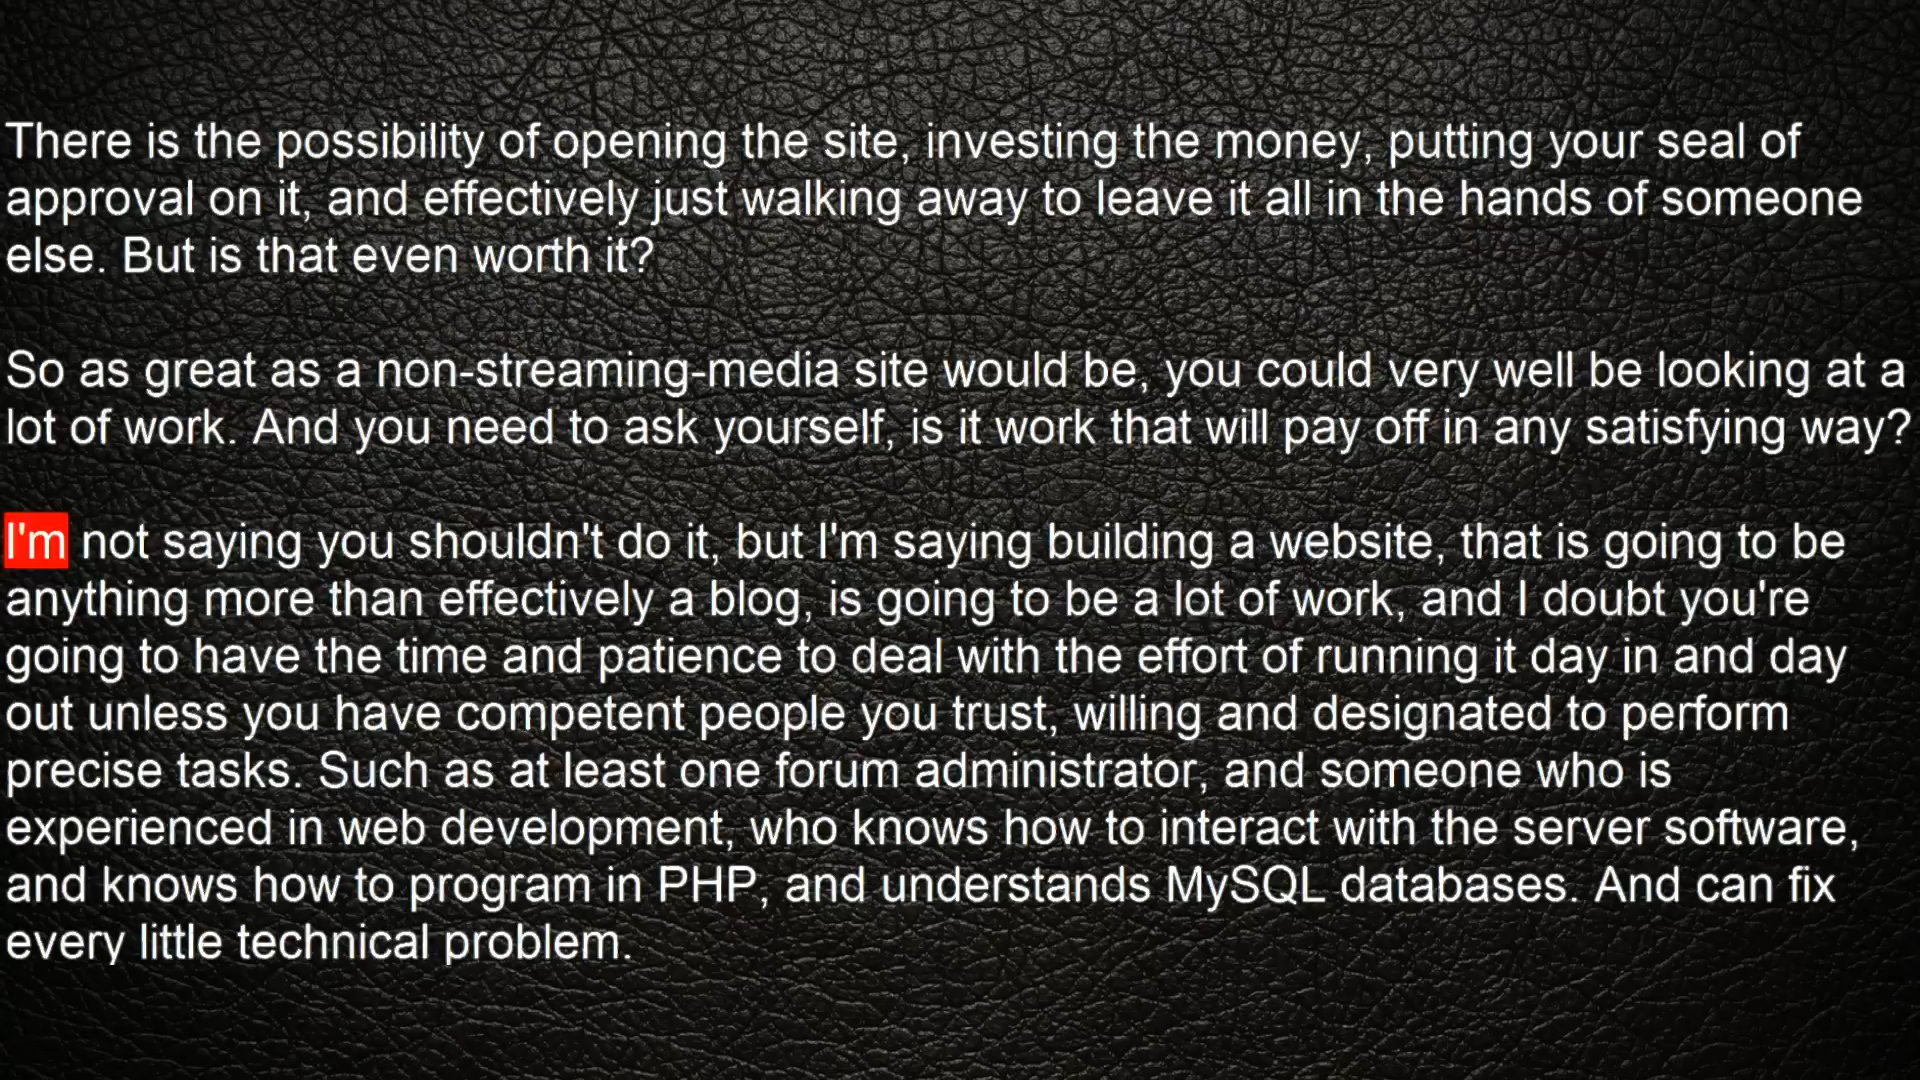 There is the possibility of opening the site, investing the money, putting your seal of
approval on it, and effectively just walking away to leave it all in the hands of someone
else. But is that even worth it?
So as great as a non-streaming-media site would be, you could very well be looking at a
lot of work. And you need to ask yourself, is it work that will pay off in any satisfying way?
I'm not saying you shouldn't do it, but I'm saying building a website, that is going to be
anything more than effectively a blog, is going to be a lot of work, and I doubt you're
going to have the time and patience to deal with the effort of running it day in and day
out unless you have competent people you trust, willing and designated to perform
precise tasks. Such as at least one forum administrator, and someone who is
experienced in web development, who knows how to interact with the server software,
and knows how to program in PHP, and understands MySQL databases. And can fix
every little technical problem.